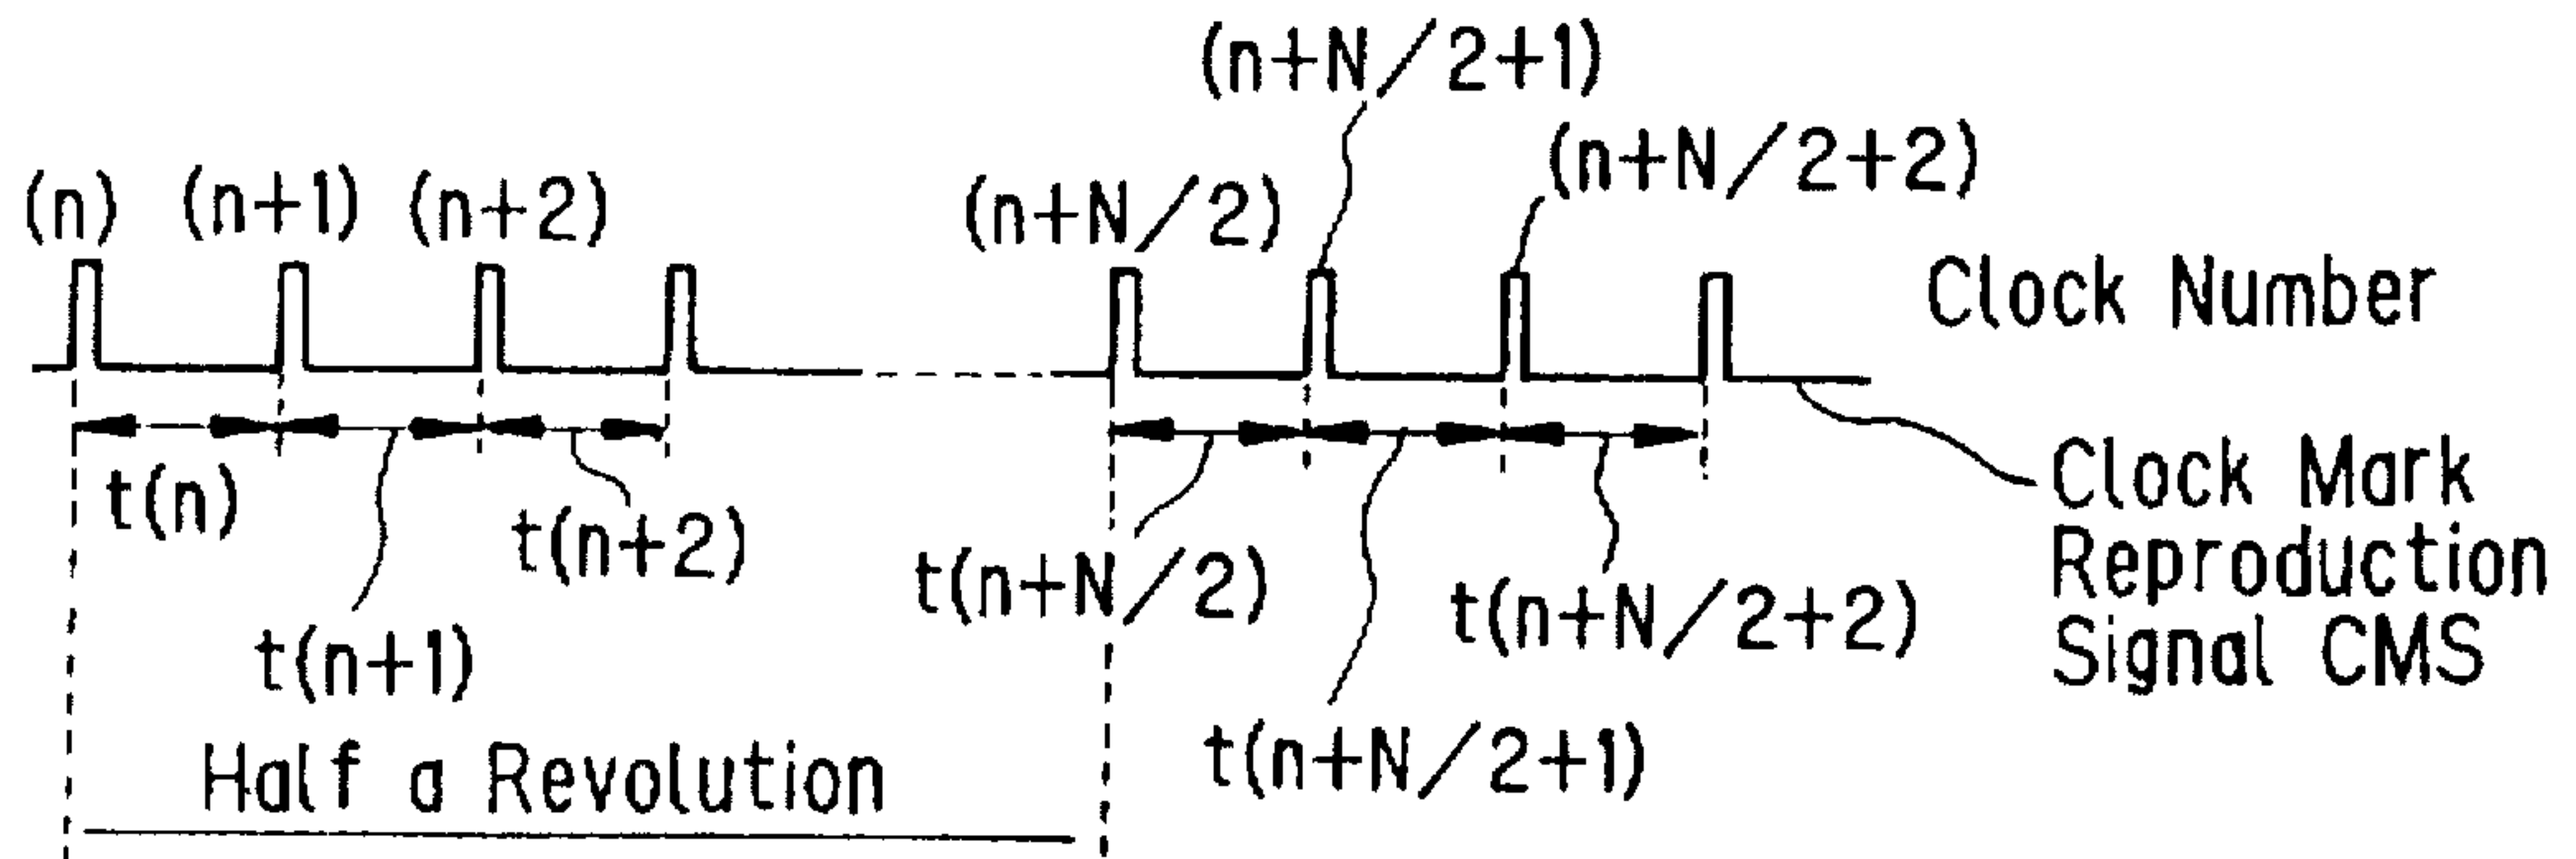 (n+N/2+1)
(n+N/2+2)
(n) (n+1) (n+2) (n+N/2)
Clock Number
t(n) t(n+2)
t(n+1)
t(n+N/2) t(n+N/2+2)
t(n+N/2+1)
Clock Mark
Reproduction
Signal CMS
Half a Revolution